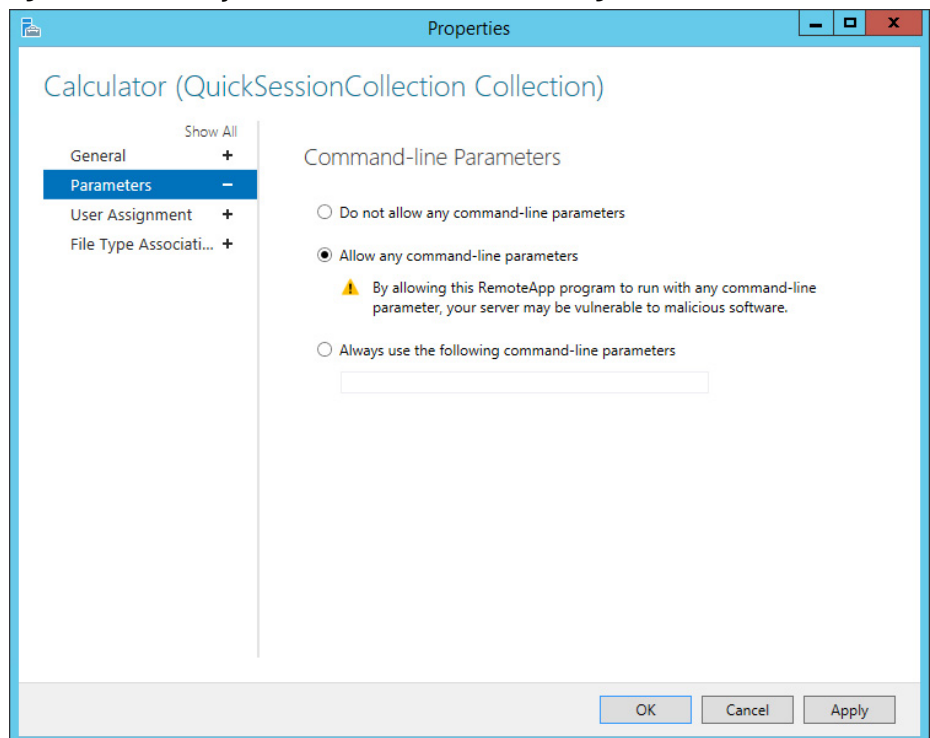 Properties
Calculator (QuickSessionCollection Collection)
Show All
General +
Parameters −
User Assignment +
File Type Associati... +
Command-line Parameters
Do not allow any command-line parameters
Allow any command-line parameters
By allowing this RemoteApp program to run with any command-line
parameter, your server may be vulnerable to malicious software.
Always use the following command-line parameters
OK Cancel Apply